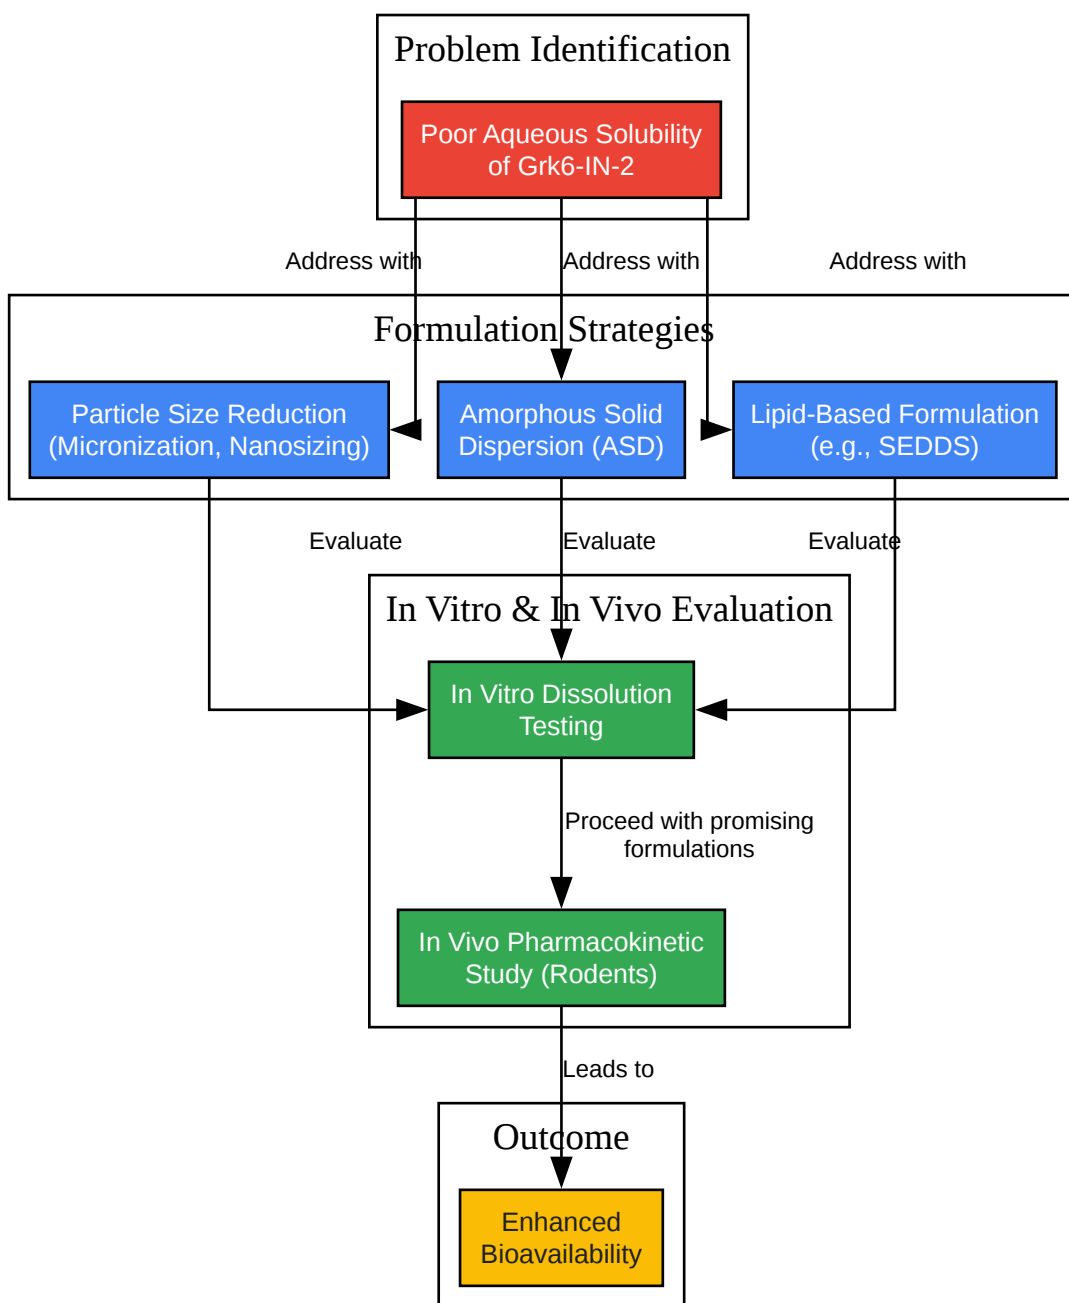 Problem Identification
Poor Aqueous Solubility
of Grk6-IN-2
Address with
Address with
Address with
Formulation Strategies
Particle Size Reduction
(Micronization, Nanosizing)
Amorphous Solid
Dispersion (ASD)
Lipid-Based Formulation
(e.g., SEDDS)
Evaluate
Evaluate
Evaluate
In Vitro & In Vivo Evaluation
In Vitro Dissolution
Testing
Proceed with promising
formulations
In Vivo Pharmacokinetic
Study (Rodents)
Leads to
Outcome
Enhanced
Bioavailability